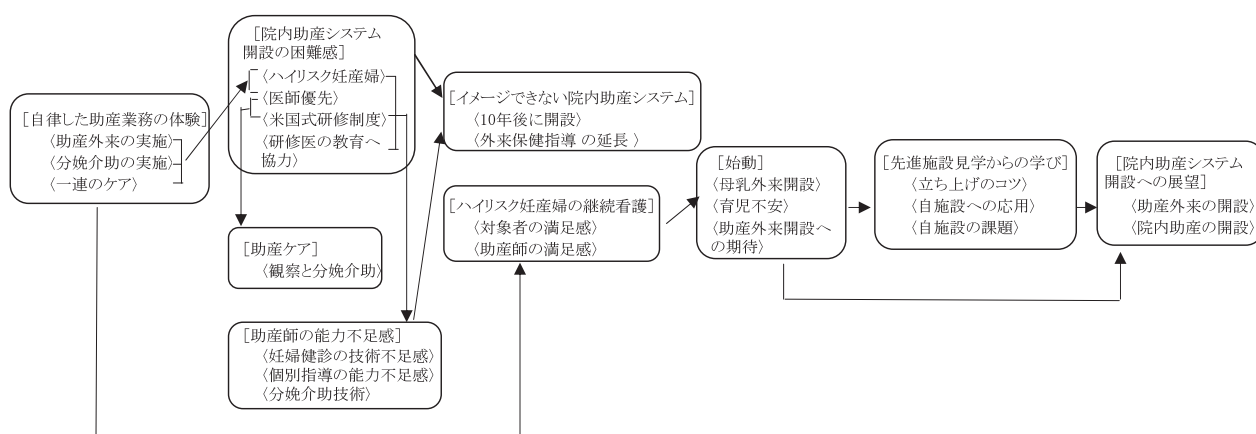 [自律した助産業務の体験]
〈助産外来の実施〉
〈分娩介助の実施〉
〈一連のケア〉
[院内助産システム
開設の困難感]
〈ハイリスク妊産婦〉
〈医師優先〉
〈米国式研修制度〉
〈研修医の教育へ
協力〉
[助産ケア]
〈観察と分娩介助〉
[助産師の能力不足感]
〈妊婦健診の技術不足感〉
〈個別指導の能力不足感〉
〈分娩介助技術〉
[イメージできない院内助産システム]
〈10年後に開設〉
〈外来保健指導 の延長 〉
[ハイリスク妊産婦の継続看護]
〈対象者の満足感〉
〈助産師の満足感〉
[始動]
〈母乳外来開設〉
〈育児不安〉
〈助産外来開設へ
の期待〉
[先進施設見学からの学び]
〈立ち上げのコツ〉
〈自施設への応用〉
〈自施設の課題〉
[院内助産システム
開設への展望]
〈助産外来の開設〉
〈院内助産の開設〉